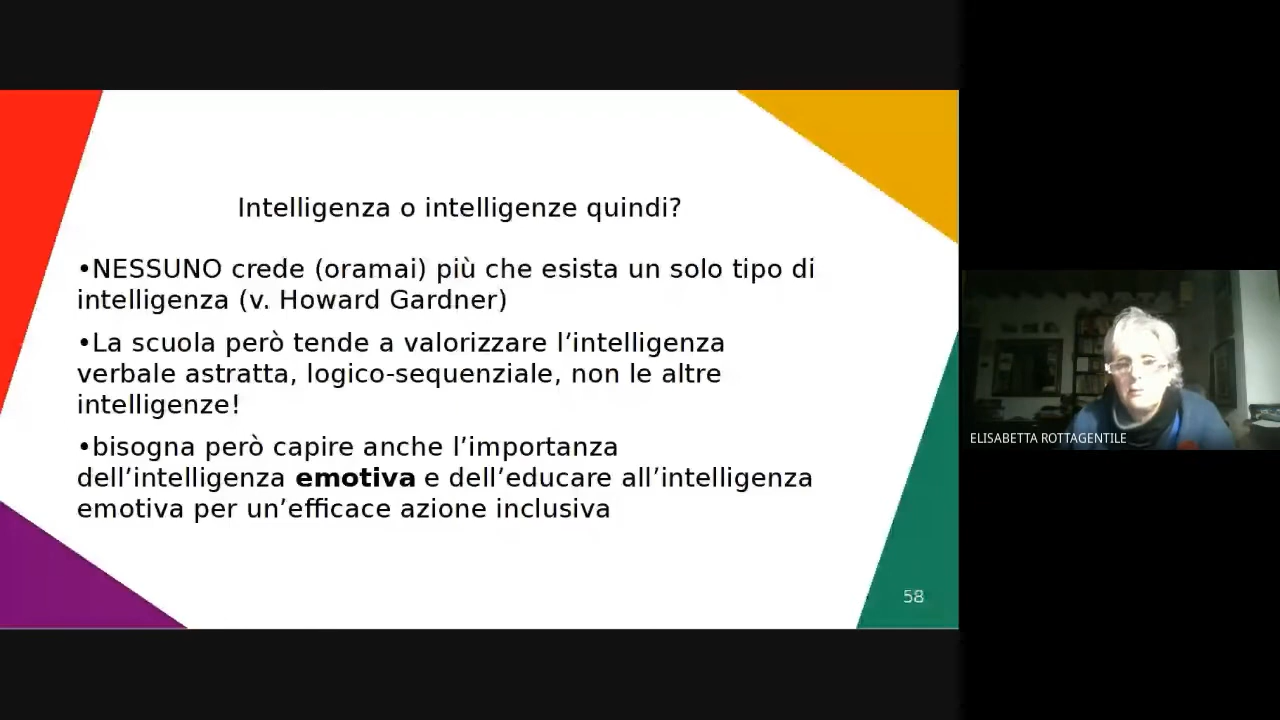 Intelligenza o intelligenze quindi?
•NESSUNO crede (oramai) più che esista un solo tipo di
intelligenza (v. Howard Gardner)
•La scuola però tende a valorizzare l’intelligenza
verbale astratta, logico-sequenziale, non le altre
intelligenze!
•bisogna però capire anche l’importanza
dell’intelligenza emotiva e dell’educare all’intelligenza
emotiva per un’efficace azione inclusiva
58
ELISABETTA ROTTAGENTILE